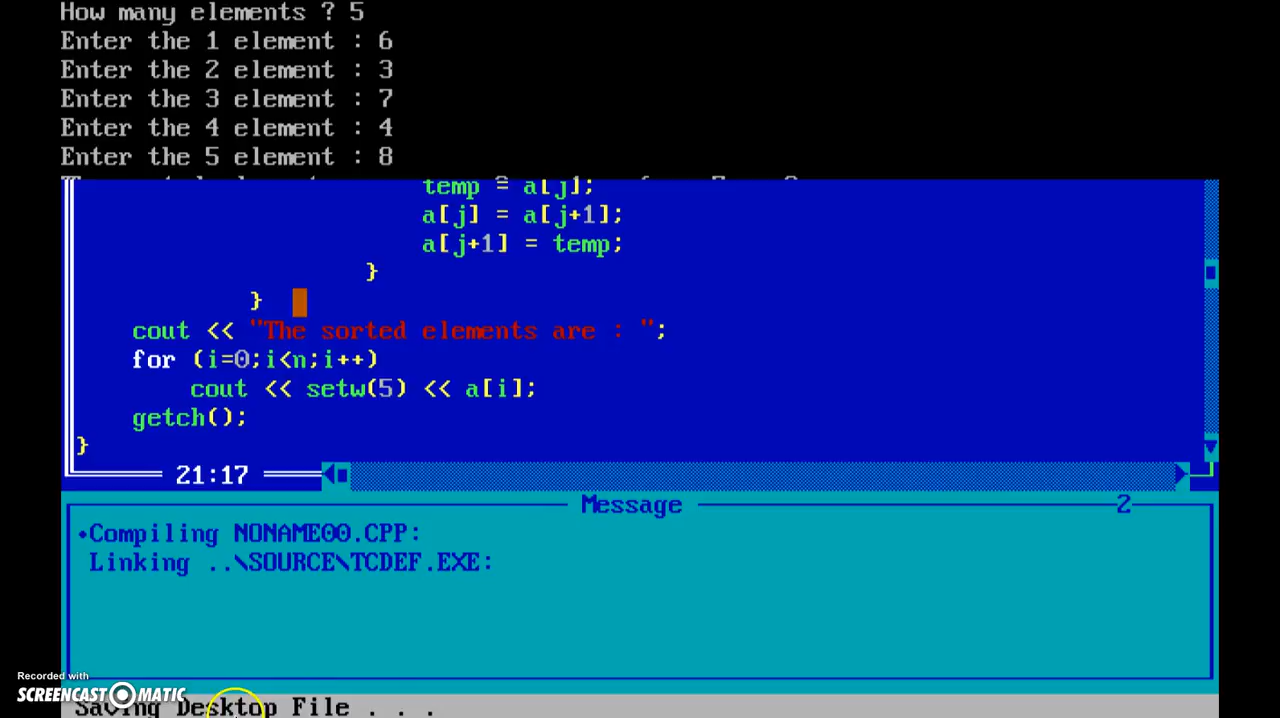 How many elements ? 5
Enter the 1 element : 6
Enter the 2 element : 3
Enter the 3 element : 7
Enter the 4 element : 4
Enter the 5 element : 8
temp = a[j];
a[j] = a[j+1];
a[j+1] = temp;
}
}
cout << "The sorted elements are : ";
for (i=0;i<n;i++)
cout << setw(5) << a[i];
getch();
}
21:17
Message 2
•Compiling NONAME00.CPP:
Linking ..\SOURCE\TCDEF.EXE:
Recorded with
SCREENCAST MATIC
Saving Desktop File . . .